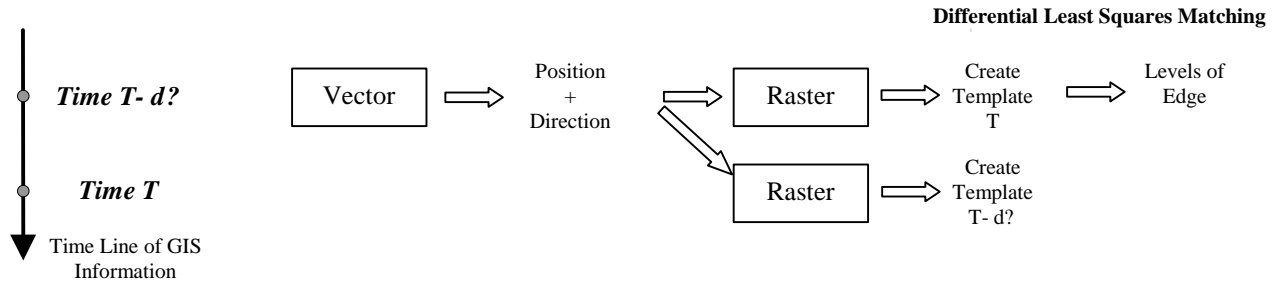 Differential Least Squares Matching
Time T- d?
Vector
Position
+
Direction
Raster
Create
Template
T
Levels of
Edge
Time T
Raster
Create
Template
T- d?
Time Line of GIS
Information